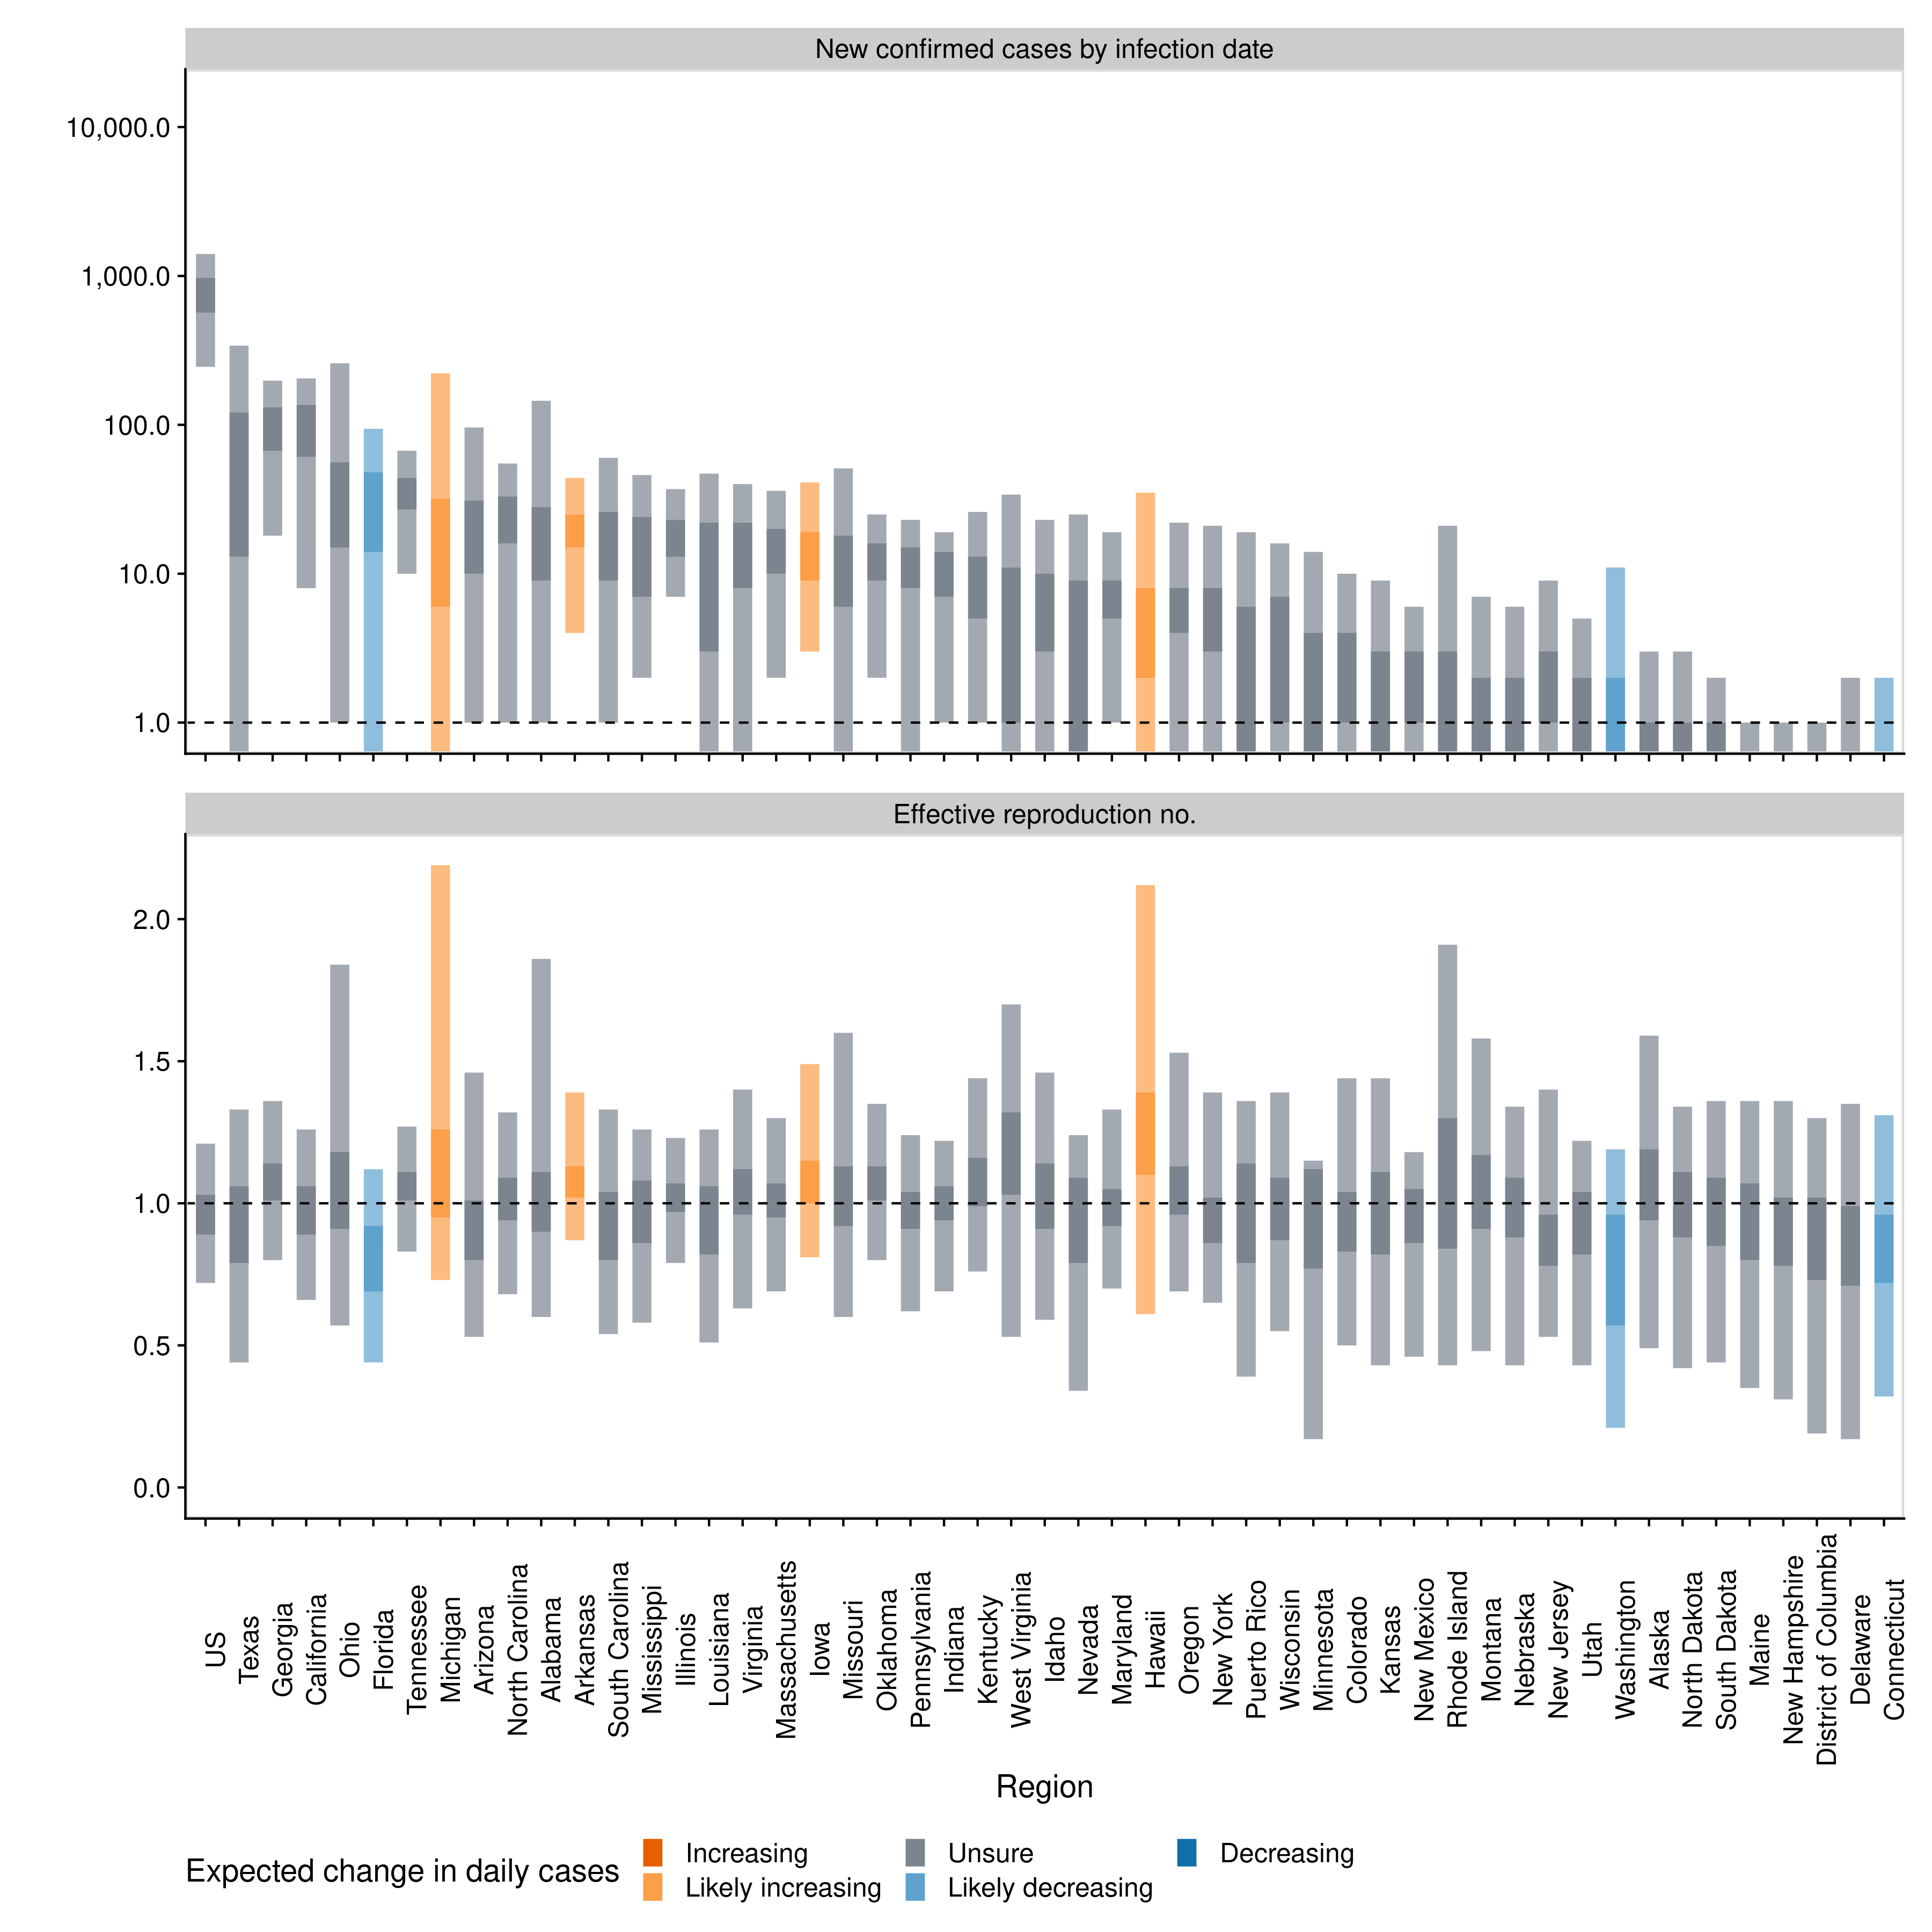 New confirmed cases by infection date
10,000.0
1,000.0
100.0
10.0
1.0
Effective reproduction no.
2.0
1.5
1.0
0.5
0.0
US
Texas
Georgia
California
Ohio
Florida
Tennessee
Michigan
Arizona
North Carolina
Alabama
Arkansas
South Carolina
Mississippi
Illinois
Louisiana
Virginia
Massachusetts
Iowa
Missouri
Oklahoma
Pennsylvania
Indiana
Kentucky
West Virginia
Idaho
Nevada
Maryland
Hawaii
Oregon
New York
Puerto Rico
Wisconsin
Minnesota
Colorado
Kansas
New Mexico
Rhode Island
Montana
Nebraska
New Jersey
Utah
Washington
Alaska
North Dakota
South Dakota
Maine
New Hampshire
District of Columbia
Delaware
Connecticut
Region
Expected change in daily cases
Increasing
Unsure
Decreasing
Likely increasing
Likely decreasing